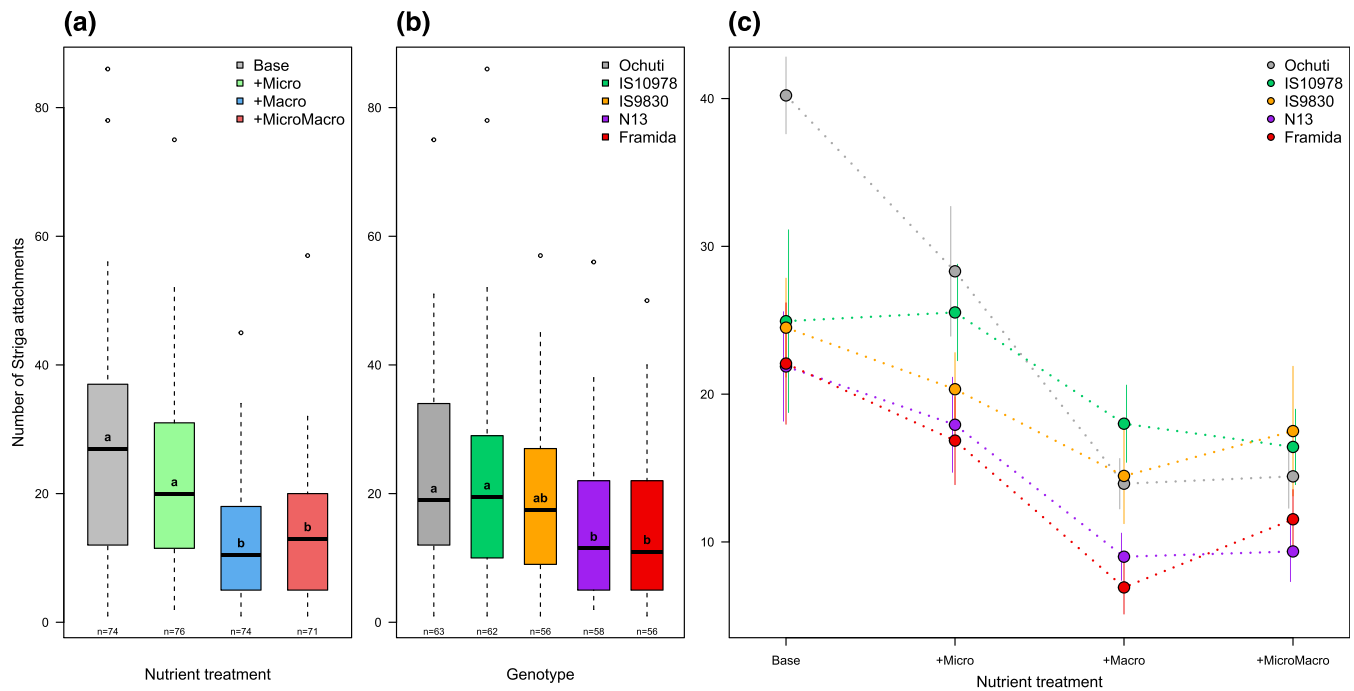 (a)
Number of Striga attachments
80
60
40
20
0
Base
+Micro
+Macro
+MicroMacro
a
a
b
b
n=74
n=76
n=74
n=71
Nutrient treatment
(b)
80
60
40
20
0
Ochuti
IS10978
IS9830
N13
Framida
a
a
ab
b
b
n=63
n=62
n=56
n=58
n=56
Genotype
(c)
40
30
20
10
Ochuti
IS10978
IS9830
N13
Framida
Base
+Micro
+Macro
+MicroMacro
Nutrient treatment